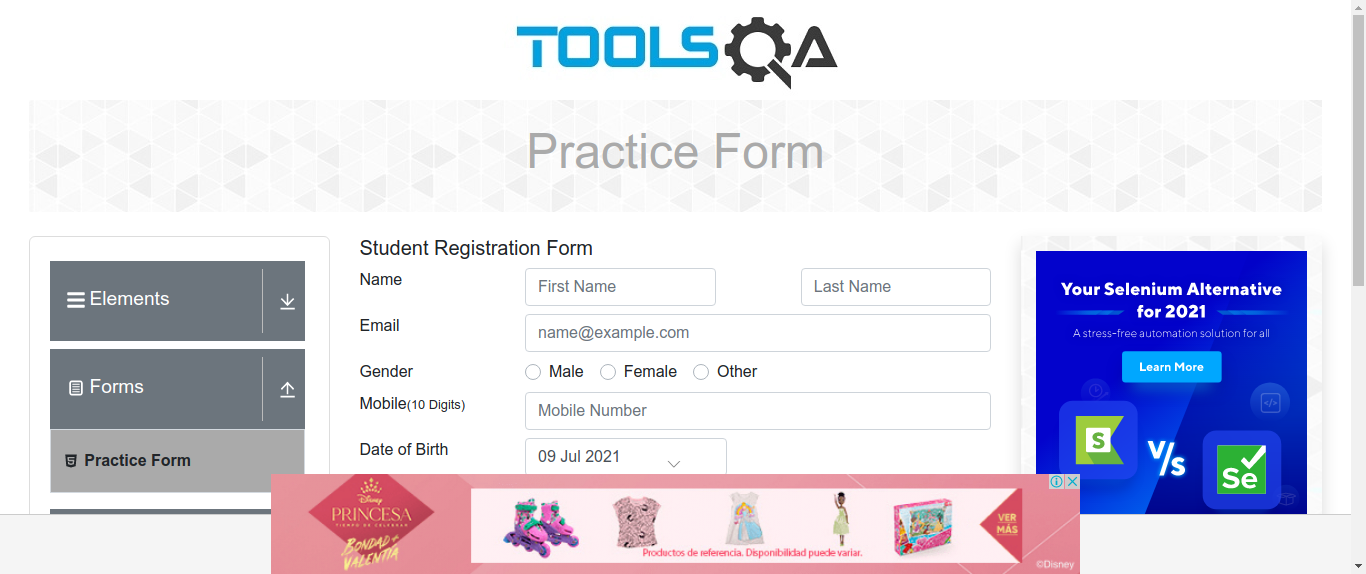 TOOLSQA
Practice Form
Elements
Forms
Practice Form
Student Registration Form
Name
First Name
Last Name
Email
name@example.com
Gender
Male
Female
Other
Mobile(10 Digits)
Mobile Number
Date of Birth
09 Jul 2021
Your Selenium Alternative
for 2021
A stress-free automation solution for all
Learn More
S
V/s
Se
Disney
PRINCESA
TIEMPO DE CELEBRAR
BONDAD +
VALENTÍA
Productos de referencia. Disponibilidad puede variar.
VER
MÁS
©Disney